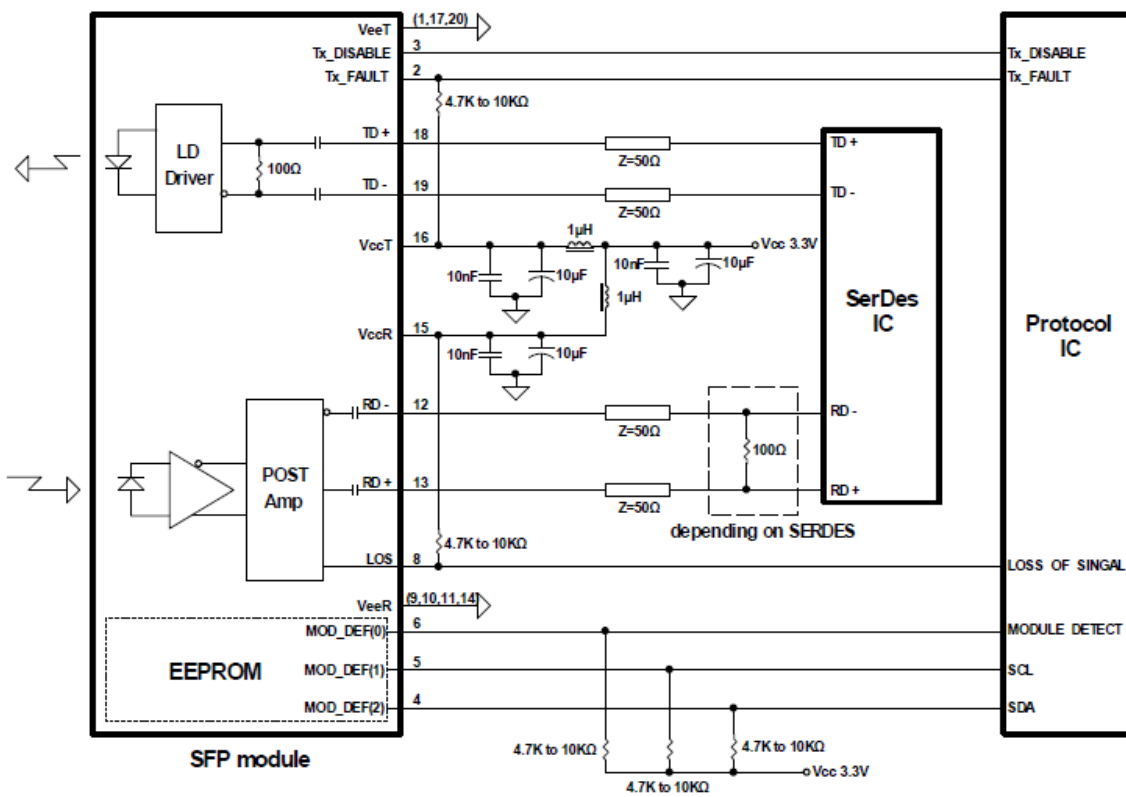 VeeT (1,17,20)
Tx_DISABLE 3 Tx_DISABLE
Tx_FAULT 2 Tx_FAULT
4.7K to 10KΩ
LD
Driver
100Ω
TD + 18 Z=50Ω TD +
TD - 19 Z=50Ω TD -
1µH
VccT 16 Vcc 3.3V
10nF 10µF 10nF 10µF
1µH
SerDes
IC
Protocol
IC
VccR 15
10nF 10µF
RD - 12 Z=50Ω RD -
POST
Amp
100Ω
RD + 13 Z=50Ω RD +
depending on SERDES
4.7K to 10KΩ
LOS 8 LOSS OF SINGAL
VeeR (9,10,11,14)
MOD_DEF(0) 6 MODULE DETECT
EEPROM
MOD_DEF(1) 5 SCL
MOD_DEF(2) 4 SDA
SFP module
4.7K to 10KΩ 4.7K to 10KΩ
Vcc 3.3V
4.7K to 10KΩ